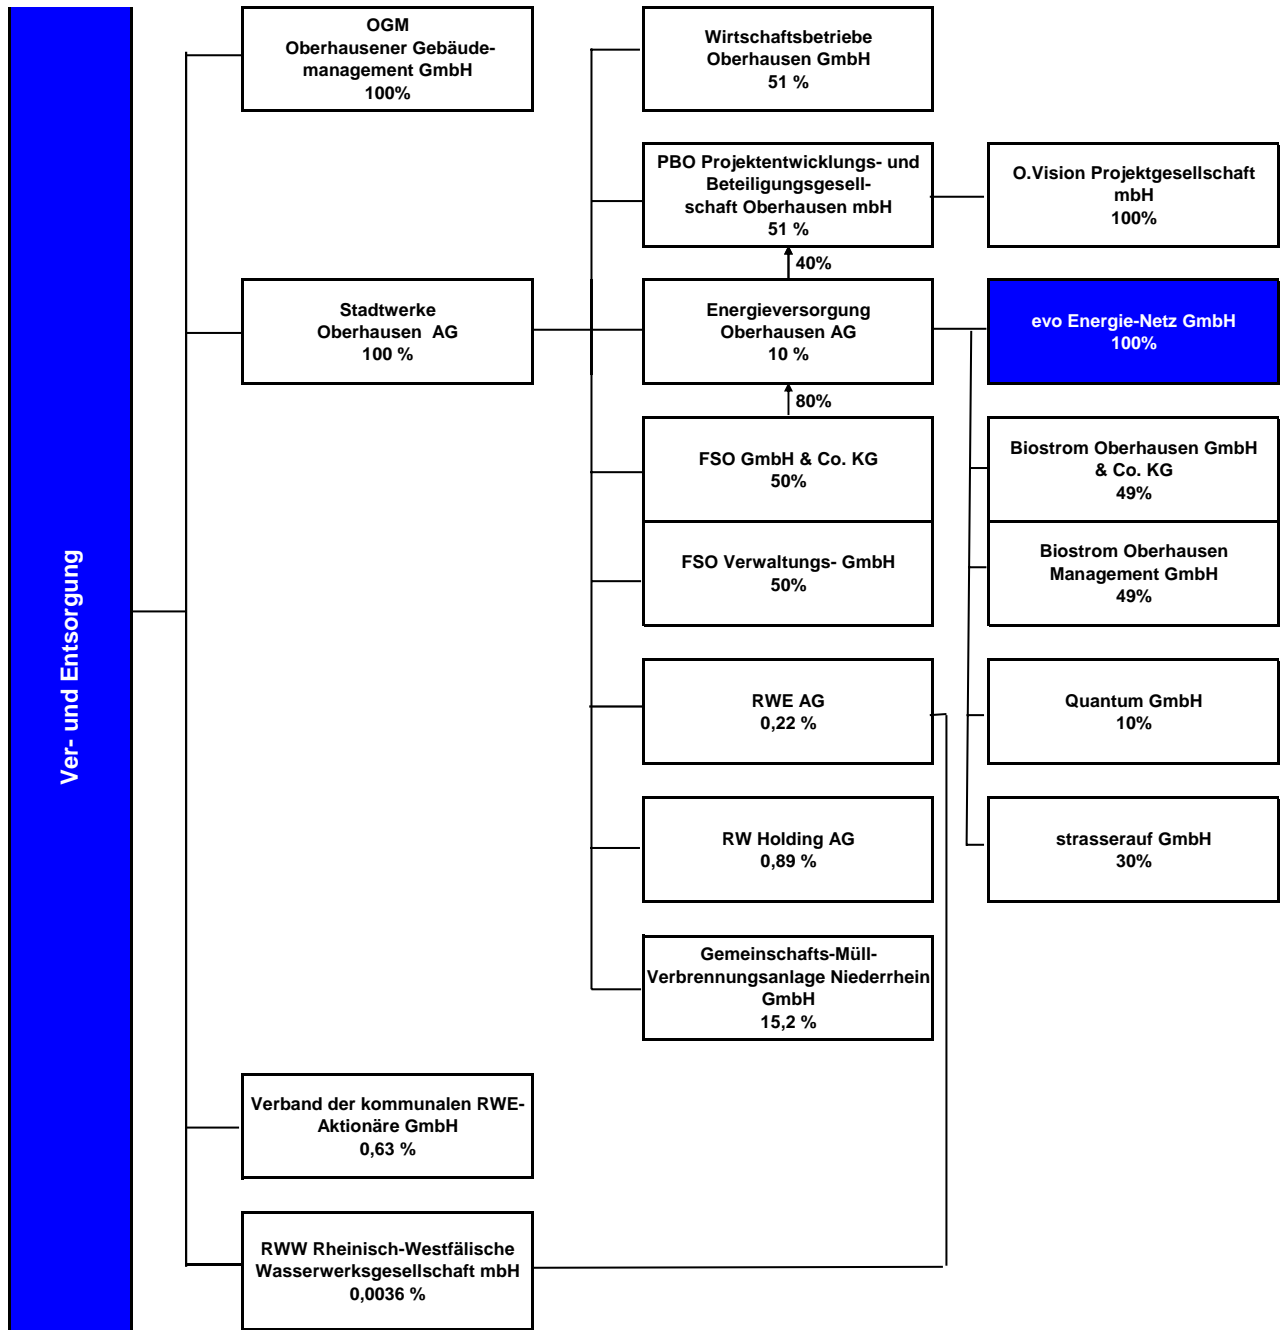 Ver- und Entsorgung
OGM
Oberhausener Gebäude-
management GmbH
100%
Stadtwerke
Oberhausen AG
100 %
Verband der kommunalen RWE-
Aktionäre GmbH
0,63 %
RWW Rheinisch-Westfälische
Wasserwerksgesellschaft mbH
0,0036 %
Wirtschaftsbetriebe
Oberhausen GmbH
51 %
PBO Projektentwicklungs- und
Beteiligungsgesell-
schaft Oberhausen mbH
51 %
40%
Energieversorgung
Oberhausen AG
10 %
80%
FSO GmbH & Co. KG
50%
FSO Verwaltungs- GmbH
50%
RWE AG
0,22 %
RW Holding AG
0,89 %
Gemeinschafts-Müll-
Verbrennungsanlage Niederrhein
GmbH
15,2 %
O.Vision Projektgesellschaft
mbH
100%
evo Energie-Netz GmbH
100%
Biostrom Oberhausen GmbH
& Co. KG
49%
Biostrom Oberhausen
Management GmbH
49%
Quantum GmbH
10%
strasserauf GmbH
30%